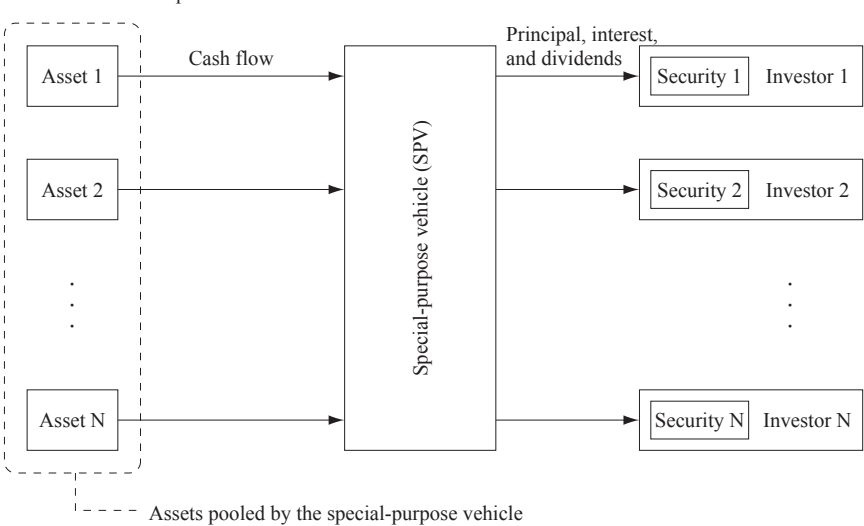 Principal, interest,
and dividends
Asset 1
Cash flow
Security 1
Investor 1
Asset 2
Security 2
Investor 2
Special-purpose vehicle (SPV)
Asset N
Security N
Investor N
Assets pooled by the special-purpose vehicle